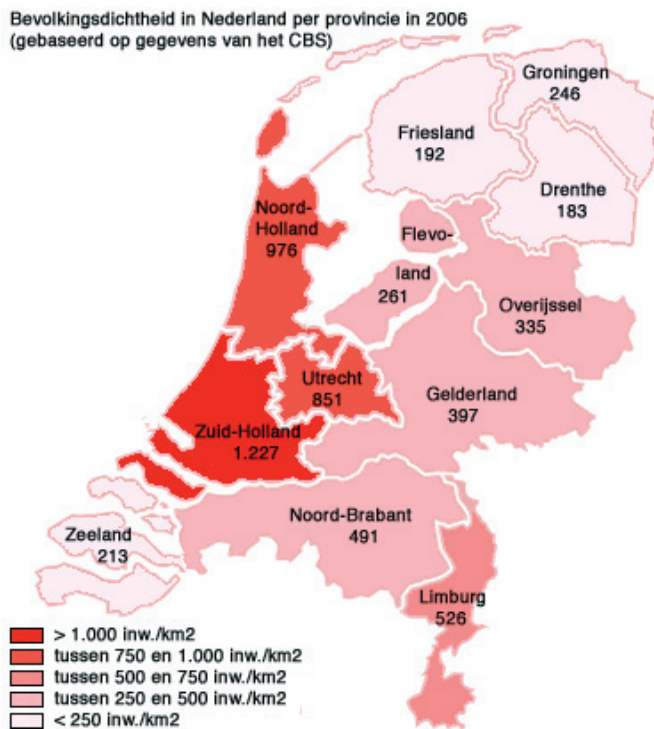 Bevolkingsdichtheid in Nederland per provincie in 2006
(gebaseerd op gegevens van het CBS)
Groningen
246
Friesland
192
Drenthe
183
Noord-
Holland
976
Flevo-
land
261
Overijssel
335
Utrecht
851
Gelderland
397
Zuid-Holland
1.227
Noord-Brabant
491
Zeeland
213
Limburg
526
> 1.000 inw./km2
tussen 750 en 1.000 inw./km2
tussen 500 en 750 inw./km2
tussen 250 en 500 inw./km2
< 250 inw./km2